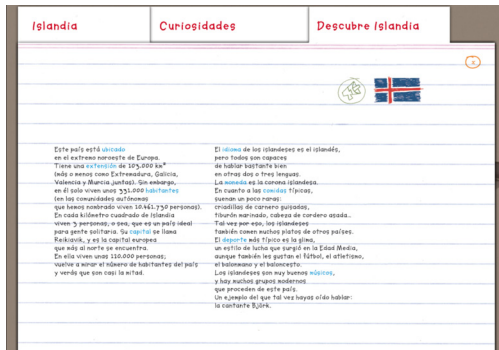 Islandia
Curiosidades
Descubre Islandia
Este país está ubicado
en el extremo noroeste de Europa.
Tiene una extensión de 103.000 km²
(más o menos como Extremadura, Galicia,
Valencia y Murcia juntas). Sin embargo,
en él solo viven unos 331.000 habitantes
(en las comunidades autónomas
que hemos nombrado viven 10.461.730 personas).
En cada kilómetro cuadrado de Islandia
viven 3 personas, o sea, que es un país ideal
para gente solitaria. Su capital se llama
Reikiavik, y es la capital europea
que más al norte se encuentra.
En ella viven unas 110.000 personas;
vuelve a mirar el número de habitantes del país
y verás que son casi la mitad.
El idioma de los islandeses es el islandés,
pero todos son capaces
de hablar bastante bien
en otras dos o tres lenguas.
La moneda es la corona islandesa.
En cuanto a las comidas típicas,
suenan un poco raras:
criadillas de carnero guisadas,
tiburón marinado, cabeza de cordero asada..
Tal vez por eso, los islandeses
también comen muchos platos de otros países.
El deporte más típico es la glima,
un estilo de lucha que surgió en la Edad Media,
aunque también les gustan el fútbol, el atletismo,
el balonmano y el baloncesto.
Los islandeses son muy buenos músicos,
y hay muchos grupos modernos
que proceden de este país.
Un ejemplo del que tal vez hayas oído hablar:
la cantante Björk.